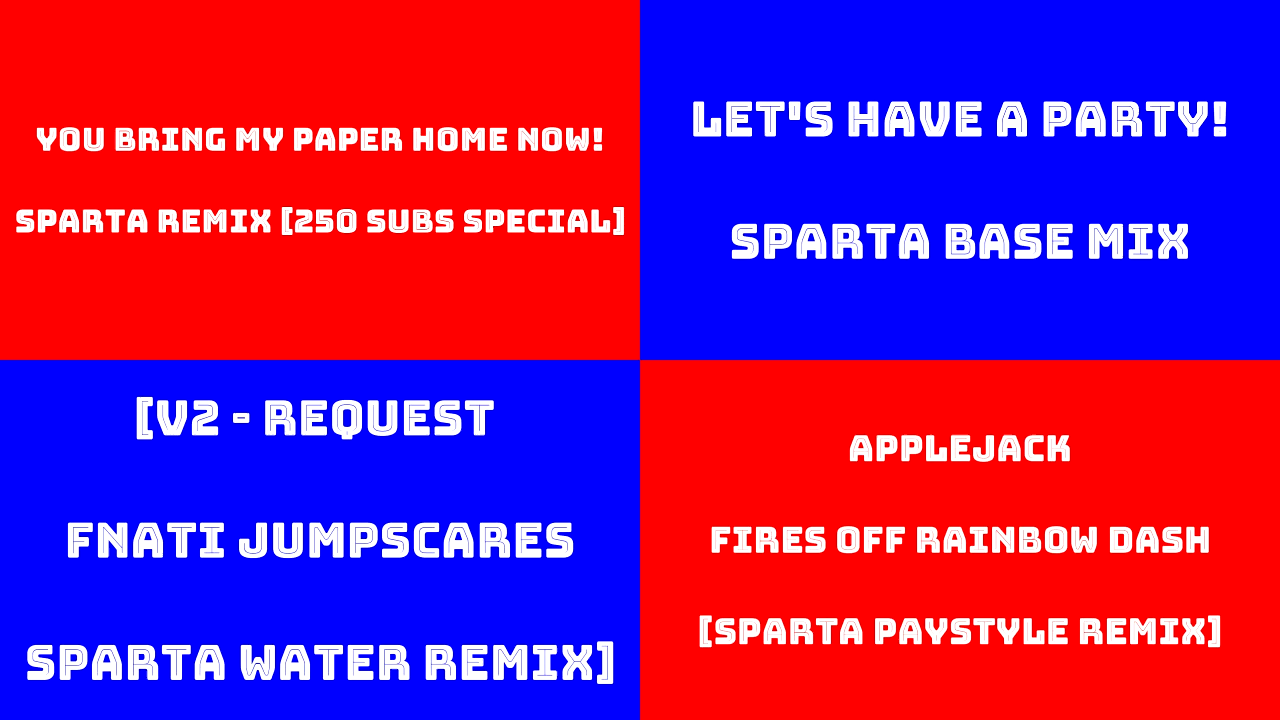 YOU BRING MY PAPER HOME NOW!
SPARTA REMIX [250 SUBS SPECIAL]
LET'S HAVE A PARTY!
SPARTA BASE MIX
[V2 - REQUEST
FNATI JUMPSCARES
SPARTA WATER REMIX]
APPLEJACK
FIRES OFF RAINBOW DASH
[SPARTA PAYSTYLE REMIX]